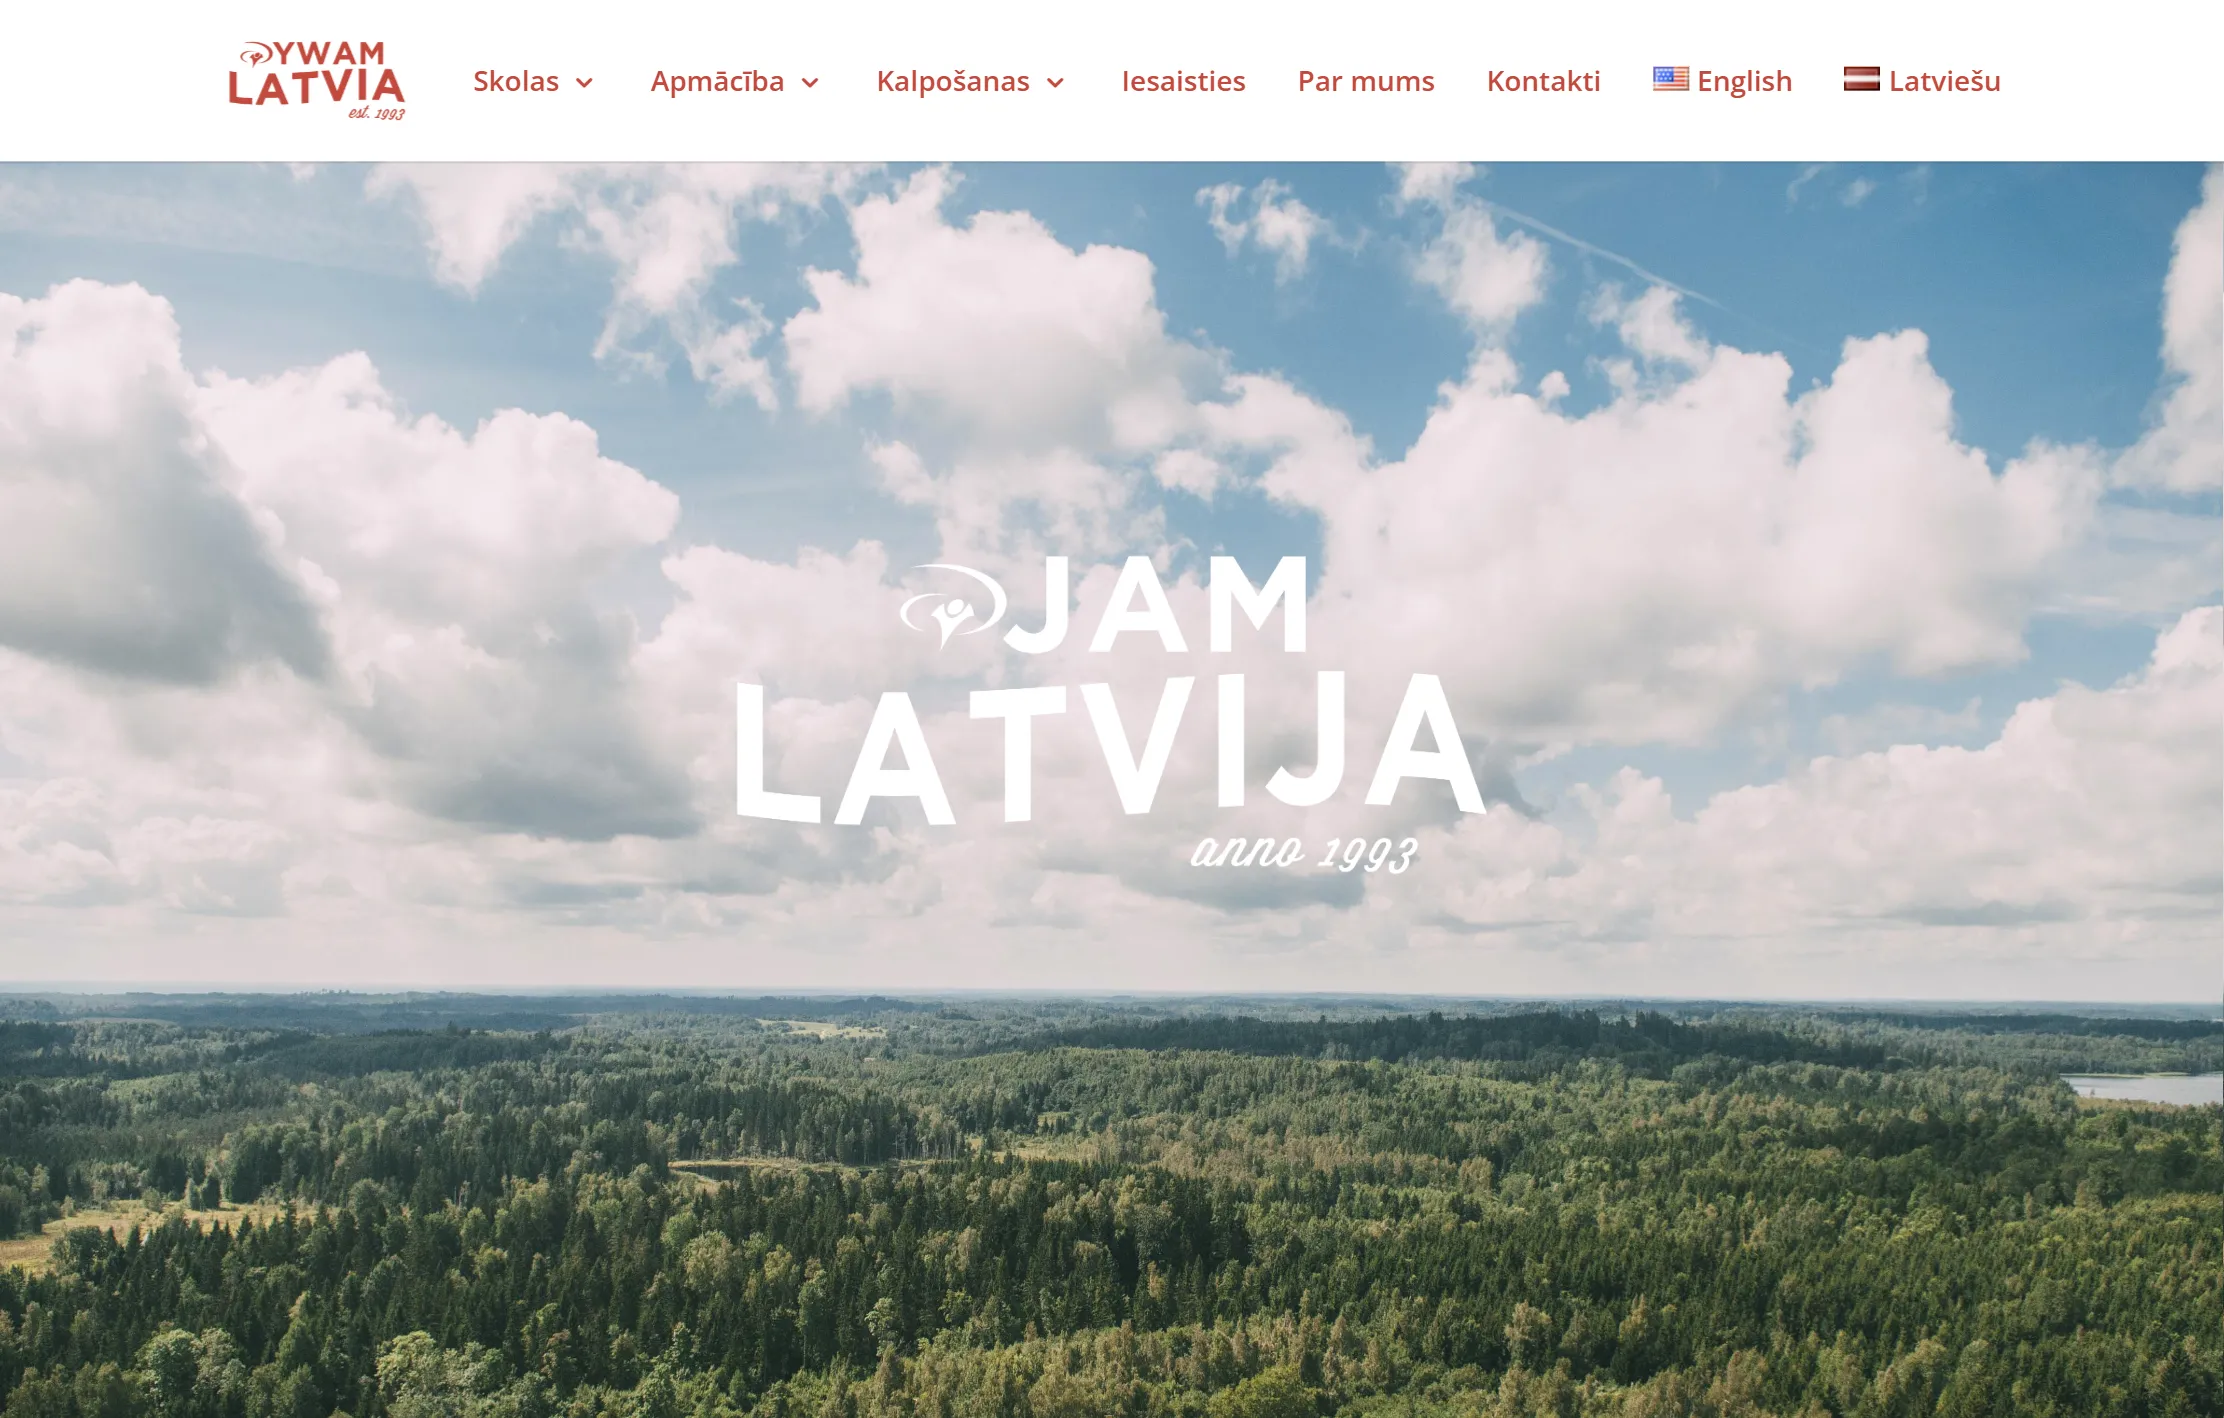 YWAM
LATVIA
est. 1993
Skolas
Apmācība
Kalpošanas
Iesaisties
Par mums
Kontakti
English
Latviešu
JAM
LATVIJA
anno 1993